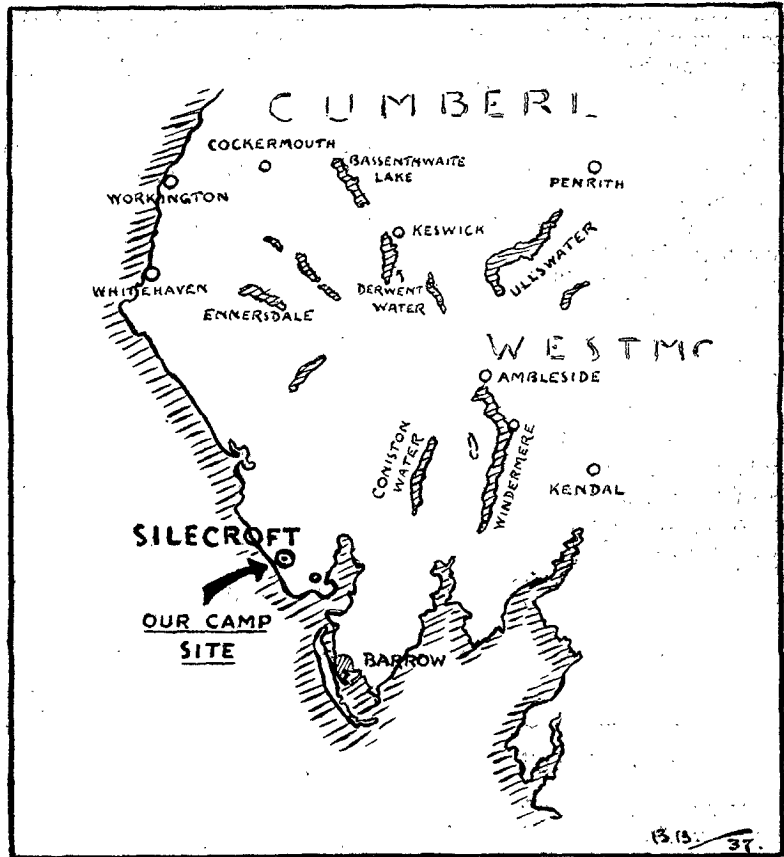 CUMBERL
COCKERMOUTH
BASSENTHWAITE
LAKE
PENRITH
WORKINGTON
KESWICK
ULLSWATER
WHITEHAVEN
DERWENT
WATER
ENNERSDALE
WESTMO
AMBLESIDE
CONISTON
WATER
WINDERMERE
KENDAL
SILECROFT
OUR CAMP
SITE
BARROW
37.